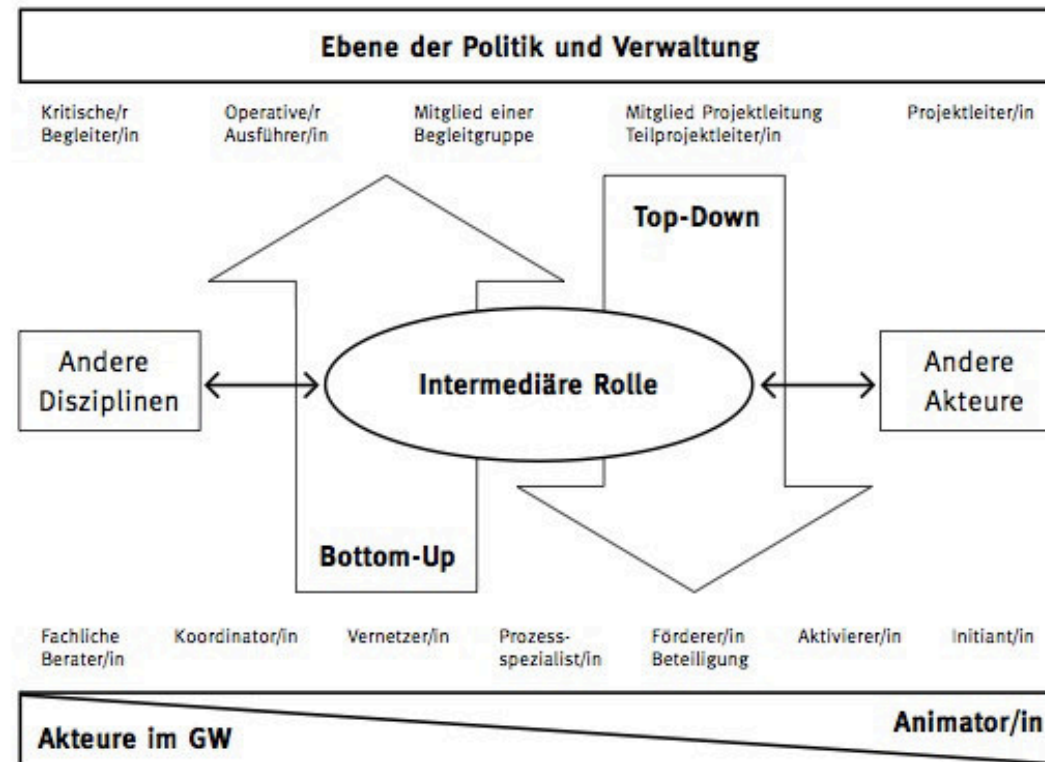 Ebene der Politik und Verwaltung
Kritische/r
Begleiter/in
Operative/r
Ausführer/in
Mitglied einer
Begleitgruppe
Mitglied Projektleitung
Teilprojektleiter/in
Projektleiter/in
Top-Down
Andere
Disziplinen
Intermediäre Rolle
Andere
Akteure
Bottom-Up
Fachliche
Berater/in
Koordinator/in
Vernetzer/in
Prozess-
spezialist/in
Förderer/in
Beteiligung
Aktivierer/in
Initiant/in
Akteure im GW
Animator/in